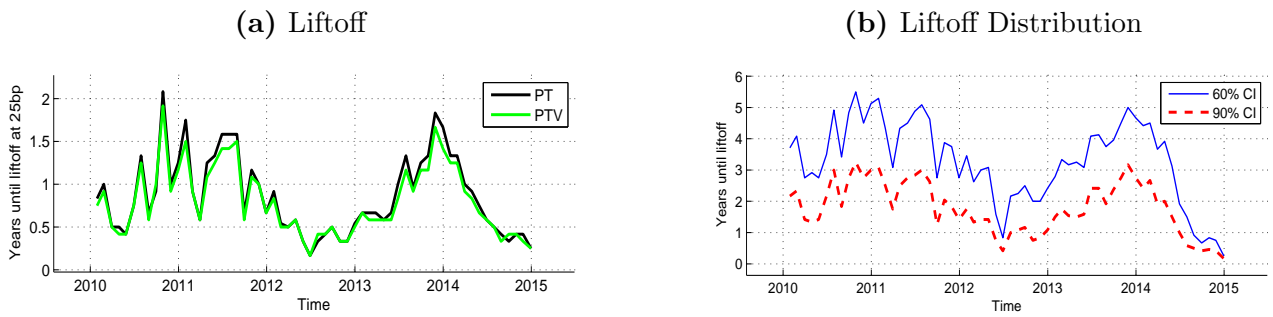 (a) Liftoff
Years until liftoff at 25bp
2
1.5
1
0.5
0
2010 2011 2012 2013 2014 2015
Time
PT
PTV
(b) Liftoff Distribution
Years until liftoff
6
5
4
3
2
1
0
2010 2011 2012 2013 2014 2015
Time
60% CI
90% CI